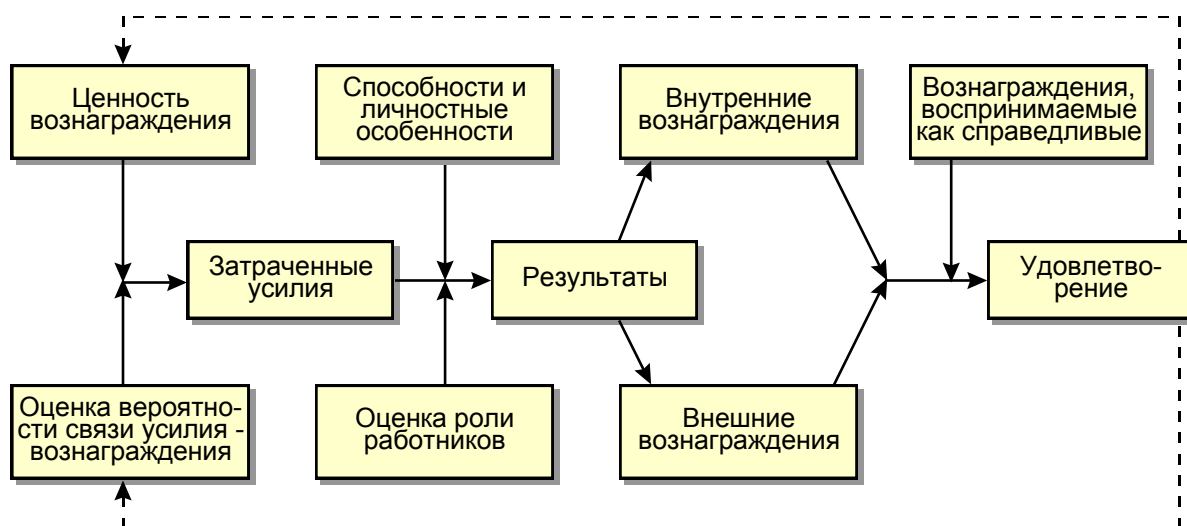 Ценность
вознаграждения
Способности и
личностные
особенности
Внутренние
вознаграждения
Вознаграждения,
воспринимаемые
как справедливые
Затраченные
усилия
Результаты
Удовлетво-
рение
Оценка вероятно-
сти связи усилия -
вознаграждения
Оценка роли
работников
Внешние
вознаграждения